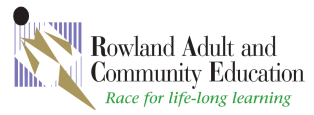 Rowland Adult and
Community Education
Race for life-long learning